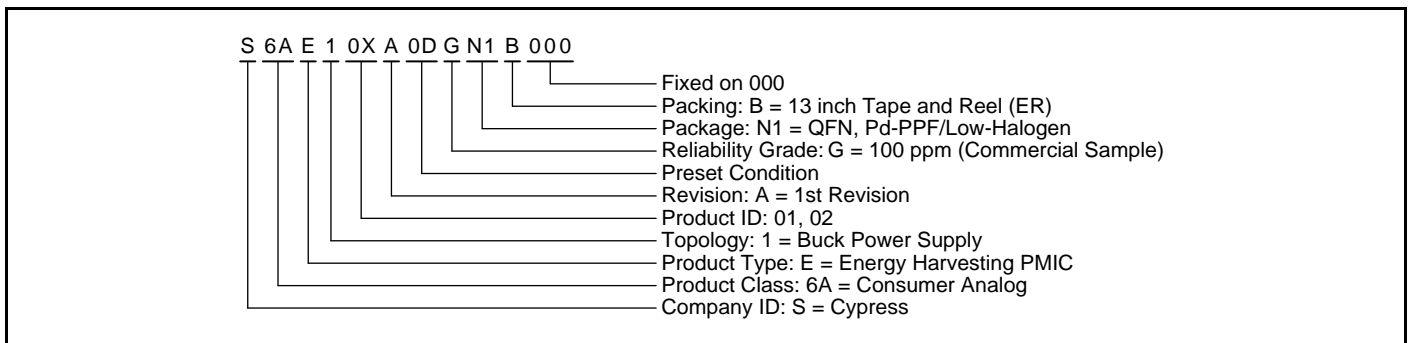 S 6A E 1 0X A 0D G N1 B 000
Fixed on 000
Packing: B = 13 inch Tape and Reel (ER)
Package: N1 = QFN, Pd-PPF/Low-Halogen
Reliability Grade: G = 100 ppm (Commercial Sample)
Preset Condition
Revision: A = 1st Revision
Product ID: 01, 02
Topology: 1 = Buck Power Supply
Product Type: E = Energy Harvesting PMIC
Product Class: 6A = Consumer Analog
Company ID: S = Cypress